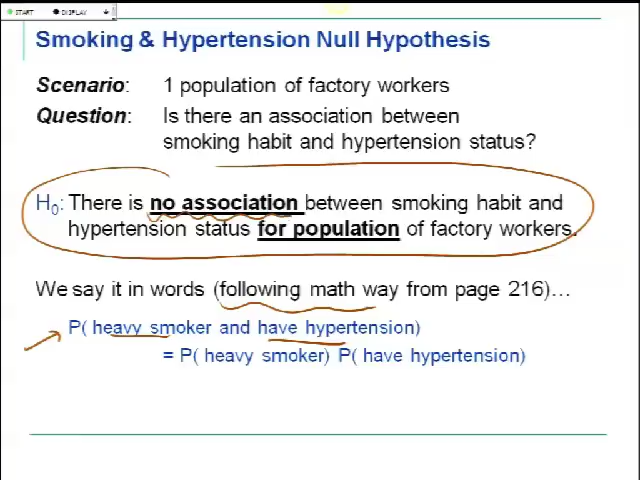 START DISPLAY
Smoking & Hypertension Null Hypothesis
Scenario: 1 population of factory workers
Question: Is there an association between
smoking habit and hypertension status?
H0: There is no association between smoking habit and
hypertension status for population of factory workers.
We say it in words (following math way from page 216)…
P( heavy smoker and have hypertension)
= P( heavy smoker) P( have hypertension)